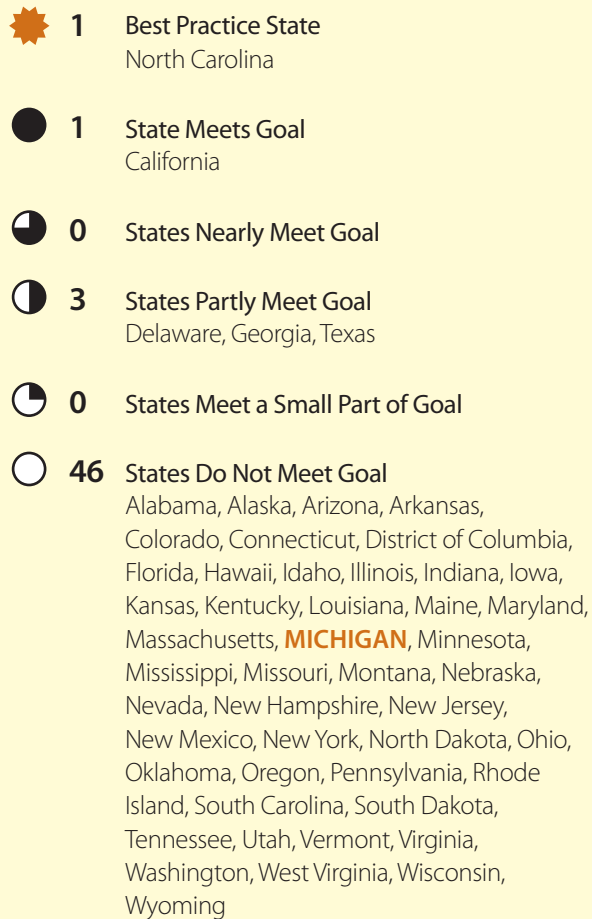 1 Best Practice State
North Carolina
1 State Meets Goal
California
0 States Nearly Meet Goal
3 States Partly Meet Goal
Delaware, Georgia, Texas
0 States Meet a Small Part of Goal
46 States Do Not Meet Goal
Alabama, Alaska, Arizona, Arkansas,
Colorado, Connecticut, District of Columbia,
Florida, Hawaii, Idaho, Illinois, Indiana, Iowa,
Kansas, Kentucky, Louisiana, Maine, Maryland,
Massachusetts, MICHIGAN, Minnesota,
Mississippi, Missouri, Montana, Nebraska,
Nevada, New Hampshire, New Jersey,
New Mexico, New York, North Dakota, Ohio,
Oklahoma, Oregon, Pennsylvania, Rhode
Island, South Carolina, South Dakota,
Tennessee, Utah, Vermont, Virginia,
Washington, West Virginia, Wisconsin,
Wyoming